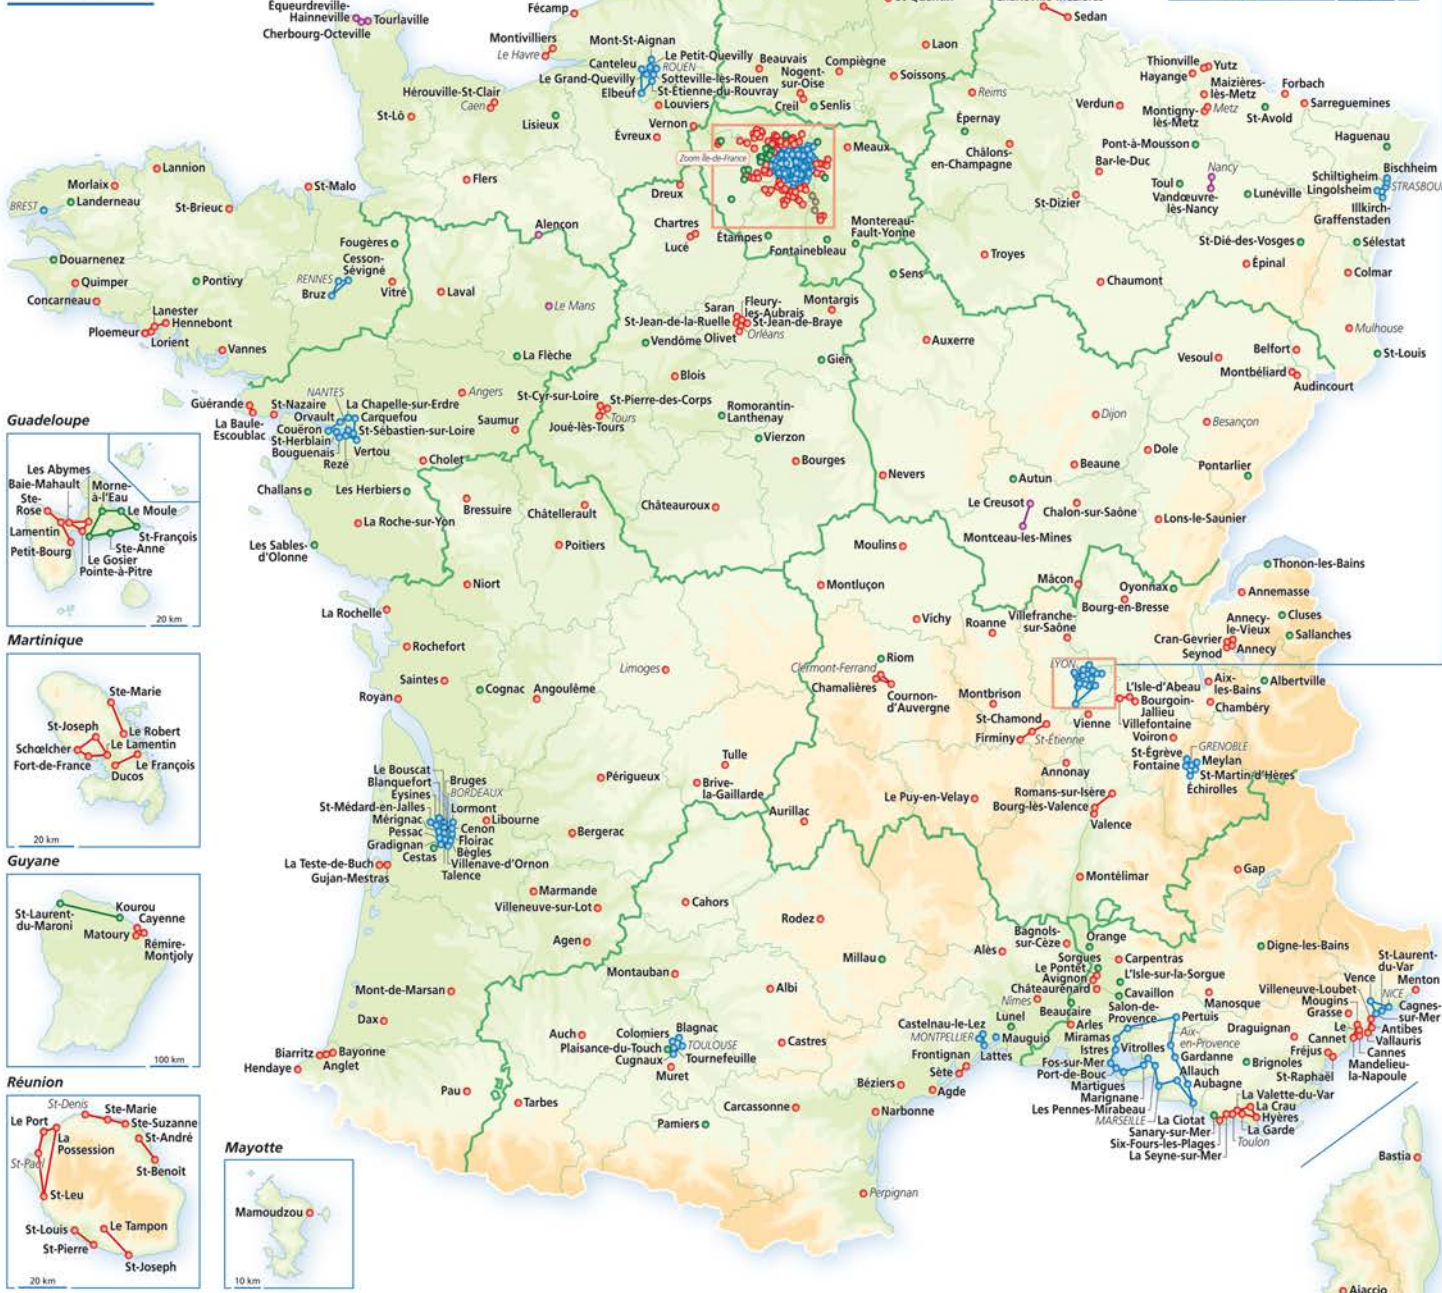 Équeurdreville-
Hainneville
Tourlaville
Cherbourg-Octeville
Fécamp
Sedan
Montivilliers
Le Havre
Mont-St-Aignan
Canteleu
Le Petit-Quevilly
ROUEN
Le Grand-Quevilly
Sotteville-lès-Rouen
Elbeuf
St-Étienne-du-Rouvray
Louviers
Beauvais
Nogent-
sur-Oise
Compiègne
Laon
Soissons
Creil
Senlis
Hérouville-St-Clair
Caen
St-Lô
Lisieux
Vernon
Évreux
Zoom Île-de-France
Meaux
Reims
Épernay
Châlons-
en-Champagne
Verdun
Thionville
Yutz
Hayange
Maizières-
lès-Metz
Metz
Montigny-
lès-Metz
Forbach
Sarreguemines
St-Avold
Haguenau
Pont-à-Mousson
Bar-le-Duc
Nancy
Toul
Vandœuvre-
lès-Nancy
Lunéville
St-Dizier
Bischheim
Schiltigheim
Lingolsheim
Illkirch-
Graffenstaden
Sélestat
St-Dié-des-Vosges
Épinal
Colmar
Mulhouse
St-Louis
Lannion
Morlaix
Landerneau
BREST
St-Brieuc
St-Malo
Flers
Alençon
Dreux
Chartres
Lucé
Étampes
Fontainebleau
Montereau-
Fault-Yonne
Troyes
Chaumont
Sens
Douarnenez
Quimper
Concarneau
Pontivy
Lanester
Hennebont
Ploemeur
Lorient
Vannes
Fougères
Cesson-
Sévigné
RENNES
Bruz
Vitré
Laval
Le Mans
La Flèche
Saran
Fleury-
les-Aubrais
St-Jean-de-la-Ruelle
St-Jean-de-Braye
Olivet
Orléans
Montargis
Vendôme
Gien
Auxerre
Vesoul
Belfort
Montbéliard
Audincourt
Blois
Guérande
La Baule-
Escoublac
St-Nazaire
NANTES
La Chapelle-sur-Erdre
Orvault
Carquefou
Couëron
St-Sébastien-sur-Loire
St-Herblain
Bouguenais
Vertou
Rezé
Angers
Saumur
Cholet
St-Cyr-sur-Loire
St-Pierre-des-Corps
Tours
Joué-lès-Tours
Romorantin-
Lanthenay
Vierzon
Bourges
Nevers
Dijon
Besançon
Dole
Beaune
Pontarlier
Autun
Le Creusot
Chalon-sur-Saône
Montceau-les-Mines
Lons-le-Saunier
Challans
Les Herbiers
La Roche-sur-Yon
Les Sables-
d'Olonne
Bressuire
Châtellerault
Châteauroux
Poitiers
Niort
La Rochelle
Rochefort
Saintes
Royan
Cognac
Angoulême
Limoges
Moulins
Montluçon
Vichy
Mâcon
Oyonnax
Bourg-en-Bresse
Thonon-les-Bains
Annemasse
Cluses
Annecy-
le-Vieux
Sallanches
Cran-Gevrier
Seynod
Annecy
Roanne
Villefranche-
sur-Saône
LYON
Clermont-Ferrand
Riom
Chamalières
Cournon-
d'Auvergne
Montbrison
St-Chamond
Firminy
St-Étienne
Vienne
L'Isle-d'Abeau
Bourgoin-
Jallieu
Villefontaine
Voiron
Aix-
les-Bains
Chambéry
Albertville
GRENOBLE
St-Égrève
Meylan
Fontaine
St-Martin-d'Hères
Échirolles
Annonay
Romans-sur-Isère
Bourg-lès-Valence
Valence
Le Puy-en-Velay
Tulle
Brive-
la-Gaillarde
Périgueux
Aurillac
Le Bouscat
Blanquefort
Eysines
St-Médard-en-Jalles
Mérignac
Pessac
Gradignan
Cestas
Bruges
BORDEAUX
Lormont
Cenon
Floirac
Bègles
Villenave-d'Ornon
Talence
Libourne
Bergerac
La Teste-de-Buch
Gujan-Mestras
Marmande
Villeneuve-sur-Lot
Agen
Cahors
Rodez
Montélimar
Gap
Montauban
Albi
Millau
Alès
Bagnols-
sur-Cèze
Orange
Sorgues
Carpentras
Le Pontet
Avignon
L'Isle-sur-la-Sorgue
Châteaurenard
Cavaillon
Nîmes
Beaucaire
Salon-de-
Provence
Manosque
Pertuis
Digne-les-Bains
St-Laurent-
du-Var
Vence
Menton
Villeneuve-Loubet
NICE
Mougins
Grasse
Cagnes-
sur-Mer
Le
Cannet
Antibes
Vallauris
Cannes
Mandelieu-
la-Napoule
Draguignan
Fréjus
St-Raphaël
Brignoles
Mont-de-Marsan
Dax
Biarritz
Bayonne
Anglet
Hendaye
Pau
Tarbes
Auch
Colomiers
Blagnac
Plaisance-du-Touch
TOULOUSE
Cugnaux
Tournefeuille
Muret
Castres
Carcassonne
Pamiers
Béziers
Narbonne
Agde
Sète
Frontignan
Castelnau-le-Lez
MONTPELLIER
Lattes
Mauguio
Lunel
Arles
Miramas
Istres
Fos-sur-Mer
Port-de-Bouc
Martigues
Marignane
Les Pennes-Mirabeau
MARSEILLE
Vitrolles
Aix-
en-Provence
Gardanne
Allauch
Aubagne
La Ciotat
Sanary-sur-Mer
Six-Fours-les-Plages
La Seyne-sur-Mer
La Valette-du-Var
La Crau
Hyères
La Garde
Toulon
Perpignan
Bastia
Ajaccio
Guadeloupe
Les Abymes
Baie-Mahault
Morne-
à-l'Eau
Ste-
Rose
Le Moule
Lamentin
St-François
Petit-Bourg
Ste-Anne
Le Gosier
Pointe-à-Pitre
20 km
Martinique
Ste-Marie
St-Joseph
Le Robert
Schœlcher
Le Lamentin
Fort-de-France
Le François
Ducos
20 km
Guyane
St-Laurent-
du-Maroni
Kourou
Cayenne
Matoury
Rémire-
Montjoly
100 km
Réunion
St-Denis
Ste-Marie
Le Port
Ste-Suzanne
La
Possession
St-André
St-Paul
St-Benoît
St-Leu
St-Louis
Le Tampon
St-Pierre
St-Joseph
20 km
Mayotte
Mamoudzou
10 km